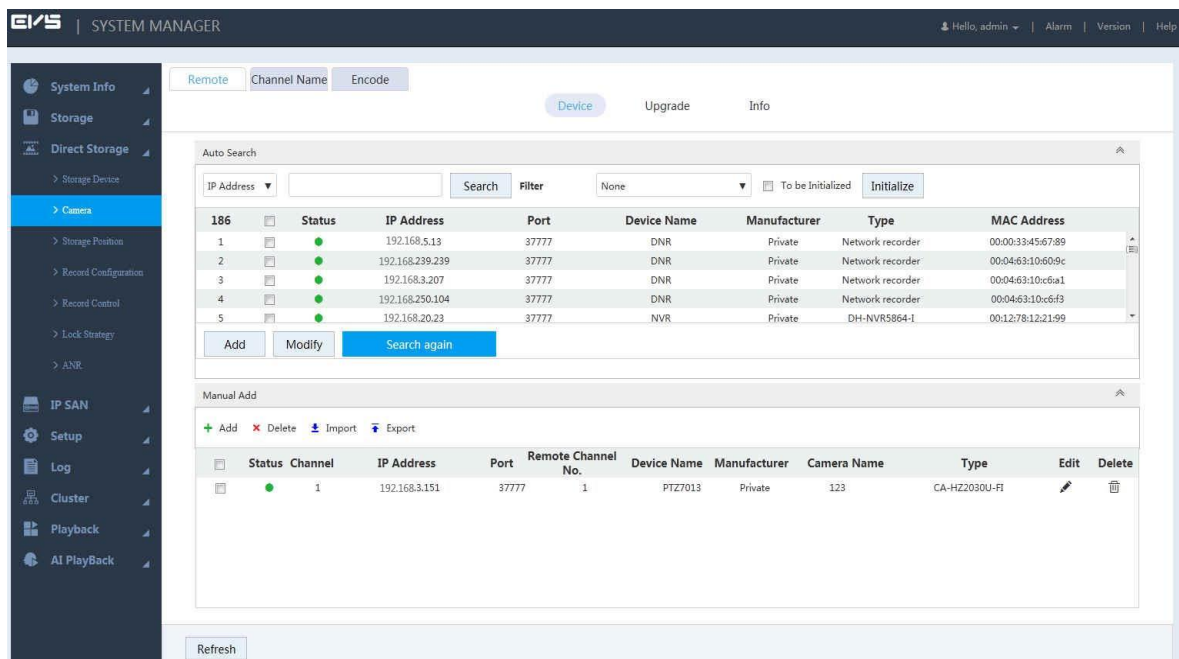 EVS | SYSTEM MANAGER
Hello, admin | Alarm | Version | Help
System Info
Storage
Direct Storage
> Storage Device
> Camera
> Storage Position
> Record Configuration
> Record Control
> Lock Strategy
> ANR
IP SAN
Setup
Log
Cluster
Playback
AI PlayBack
Remote Channel Name Encode
Device Upgrade Info
Auto Search
IP Address Search Filter None To be Initialized Initialize
186 Status IP Address Port Device Name Manufacturer Type MAC Address
1 192.168.5.13 37777 DNR Private Network recorder 00:00:33:45:67:89
2 192.168.239.239 37777 DNR Private Network recorder 00:04:63:10:60:9c
3 192.168.3.207 37777 DNR Private Network recorder 00:04:63:10:c6:a1
4 192.168.250.104 37777 DNR Private Network recorder 00:04:63:10:c6:f3
5 192.168.20.23 37777 NVR Private DH-NVR5864-I 00:12:78:12:21:99
Add Modify Search again
Manual Add
+ Add × Delete Import Export
Status Channel IP Address Port Remote Channel No. Device Name Manufacturer Camera Name Type Edit Delete
1 192.168.3.151 37777 1 PTZ7013 Private 123 CA-HZ2030U-FI
Refresh